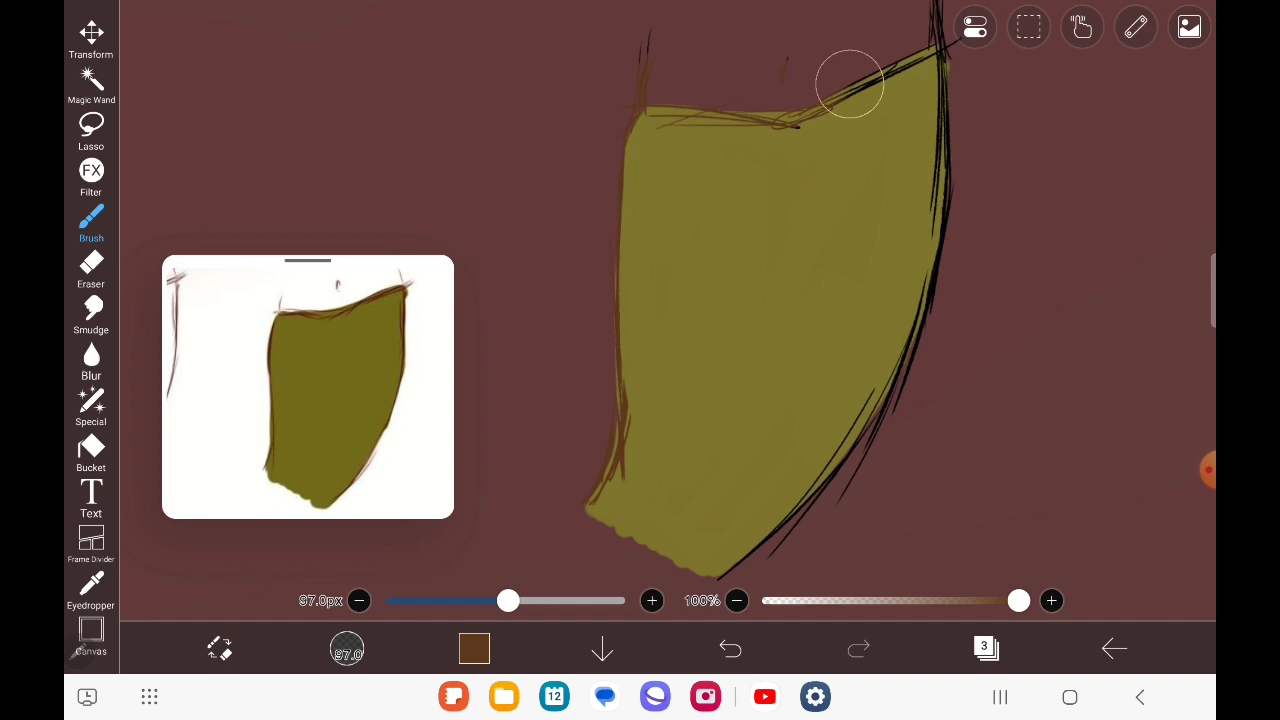 Transform
Magic Wand
Lasso
FX
Filter
Brush
Eraser
Smudge
Blur
Special
Bucket
T
Text
Frame Divider
Eyedropper
Canvas
97.0px
100%
97.0
3
12